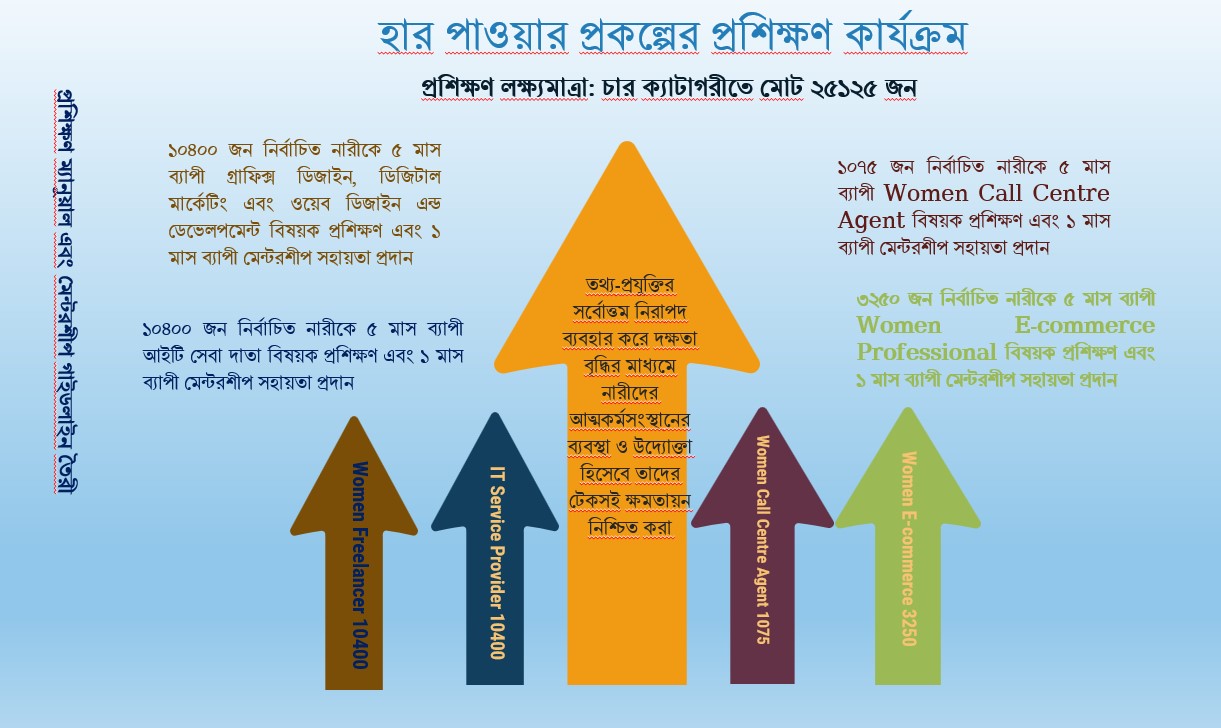 হার পাওয়ার প্রকল্পের প্রশিক্ষণ কার্যক্রম
প্রশিক্ষণ লক্ষ্যমাত্রা: চার ক্যাটাগরীতে মোট ২৫১২৫ জন
প্রশিক্ষণ ম্যানুয়াল এবং মেন্টরশীপ গাইডলাইন তৈরী
১০৪০০ জন নির্বাচিত নারীকে ৫ মাস
ব্যাপী গ্রাফিক্স ডিজাইন, ডিজিটাল
মার্কেটিং এবং ওয়েব ডিজাইন এন্ড
ডেভেলপমেন্ট বিষয়ক প্রশিক্ষণ এবং ১
মাস ব্যাপী মেন্টরশীপ সহায়তা প্রদান
১০৪০০ জন নির্বাচিত নারীকে ৫ মাস ব্যাপী
আইটি সেবা দাতা বিষয়ক প্রশিক্ষণ এবং ১ মাস
ব্যাপী মেন্টরশীপ সহায়তা প্রদান
তথ্য-প্রযুক্তির
সর্বোত্তম নিরাপদ
ব্যবহার করে দক্ষতা
বৃদ্ধির মাধ্যমে
নারীদের
আত্মকর্মসংস্থানের
ব্যবস্থা ও উদ্যোক্তা
হিসেবে তাদের
টেকসই ক্ষমতায়ন
নিশ্চিত করা
১০৭৫ জন নির্বাচিত নারীকে ৫ মাস
ব্যাপী Women Call Centre
Agent বিষয়ক প্রশিক্ষণ এবং ১ মাস
ব্যাপী মেন্টরশীপ সহায়তা প্রদান
৩২৫০ জন নির্বাচিত নারীকে ৫ মাস ব্যাপী
Women E-commerce
Professional বিষয়ক প্রশিক্ষণ এবং
১ মাস ব্যাপী মেন্টরশীপ সহায়তা প্রদান
Women Freelancer 10400
IT Service Provider 10400
Women Call Centre Agent 1075
Women E-commerce 3250